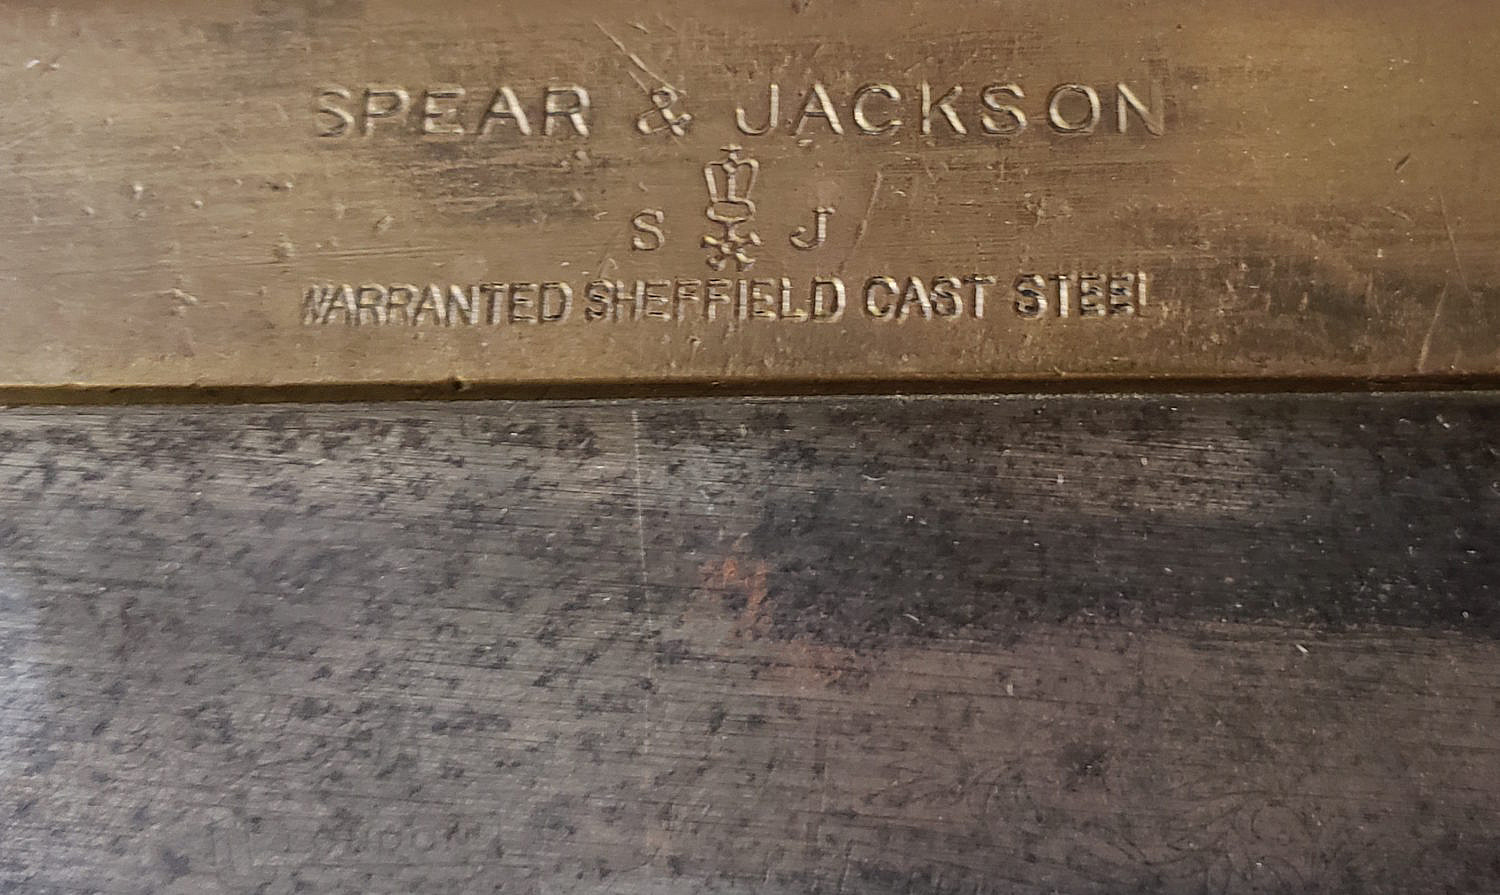 SPEAR & JACKSON
S J
WARRANTED SHEFFIELD CAST STEEL